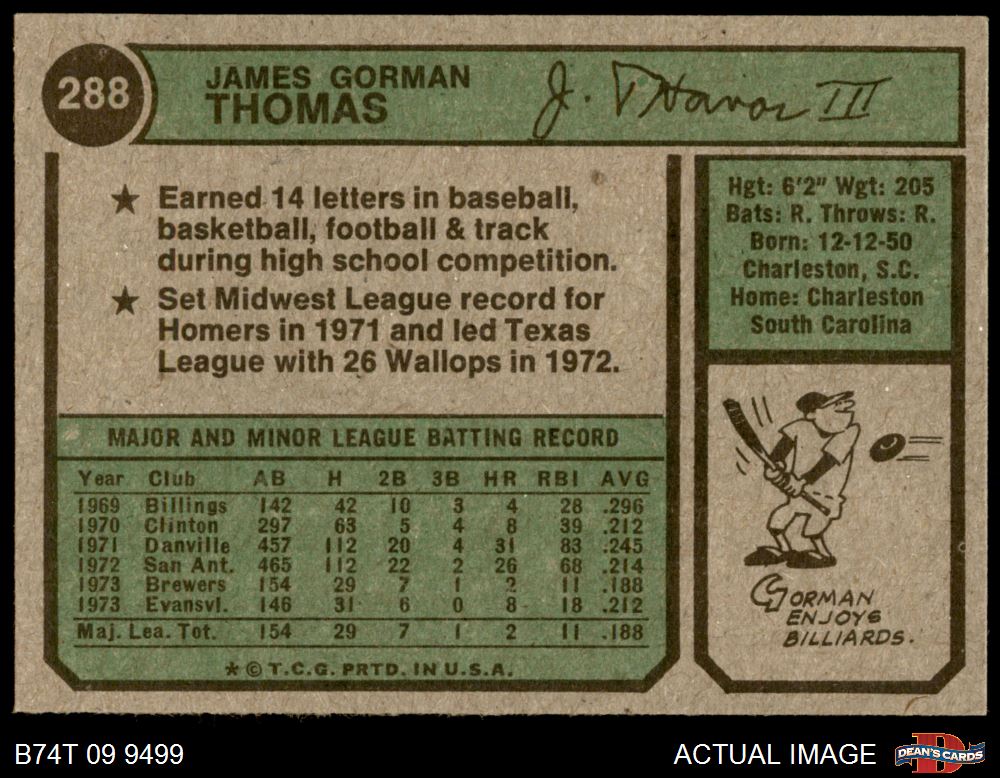 288
JAMES GORMAN
THOMAS
J. Thomas III
★ Earned 14 letters in baseball,
basketball, football & track
during high school competition.
★ Set Midwest League record for
Homers in 1971 and led Texas
League with 26 Wallops in 1972.
Hgt: 6'2" Wgt: 205
Bats: R. Throws: R.
Born: 12-12-50
Charleston, S.C.
Home: Charleston
South Carolina
MAJOR AND MINOR LEAGUE BATTING RECORD
Year Club AB H 2B 3B HR RBI AVG
1969 Billings 142 42 10 3 4 28 .296
1970 Clinton 297 63 5 4 8 39 .212
1971 Danville 457 112 20 4 31 83 .245
1972 San Ant. 465 112 22 2 26 68 .214
1973 Brewers 154 29 7 1 2 11 .188
1973 Evansvl. 146 31 6 0 8 18 .212
Maj. Lea. Tot. 154 29 7 1 2 11 .188
★ © T.C.G. PRTD. IN U.S.A.
GORMAN
ENJOYS
BILLIARDS.
B74T 09 9499
ACTUAL IMAGE
DEAN'S CARDS